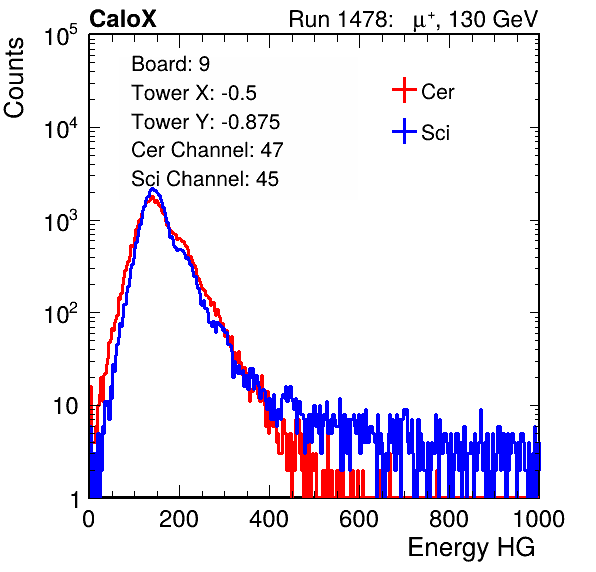 CaloX Run 1478: μ⁺, 130 GeV
Counts
Board: 9
Tower X: -0.5
Tower Y: -0.875
Cer Channel: 47
Sci Channel: 45
Cer
Sci
10⁵
10⁴
10³
10²
10
1
0 200 400 600 800 1000
Energy HG